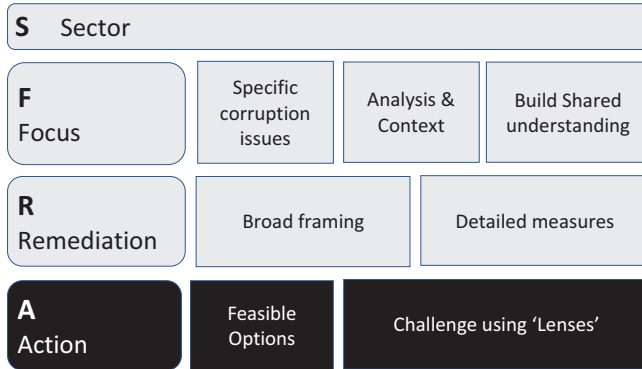 S Sector
F
Focus
Specific
corruption
issues
Analysis &
Context
Build Shared
understanding
R
Remediation
Broad framing
Detailed measures
A
Action
Feasible
Options
Challenge using ‘Lenses’